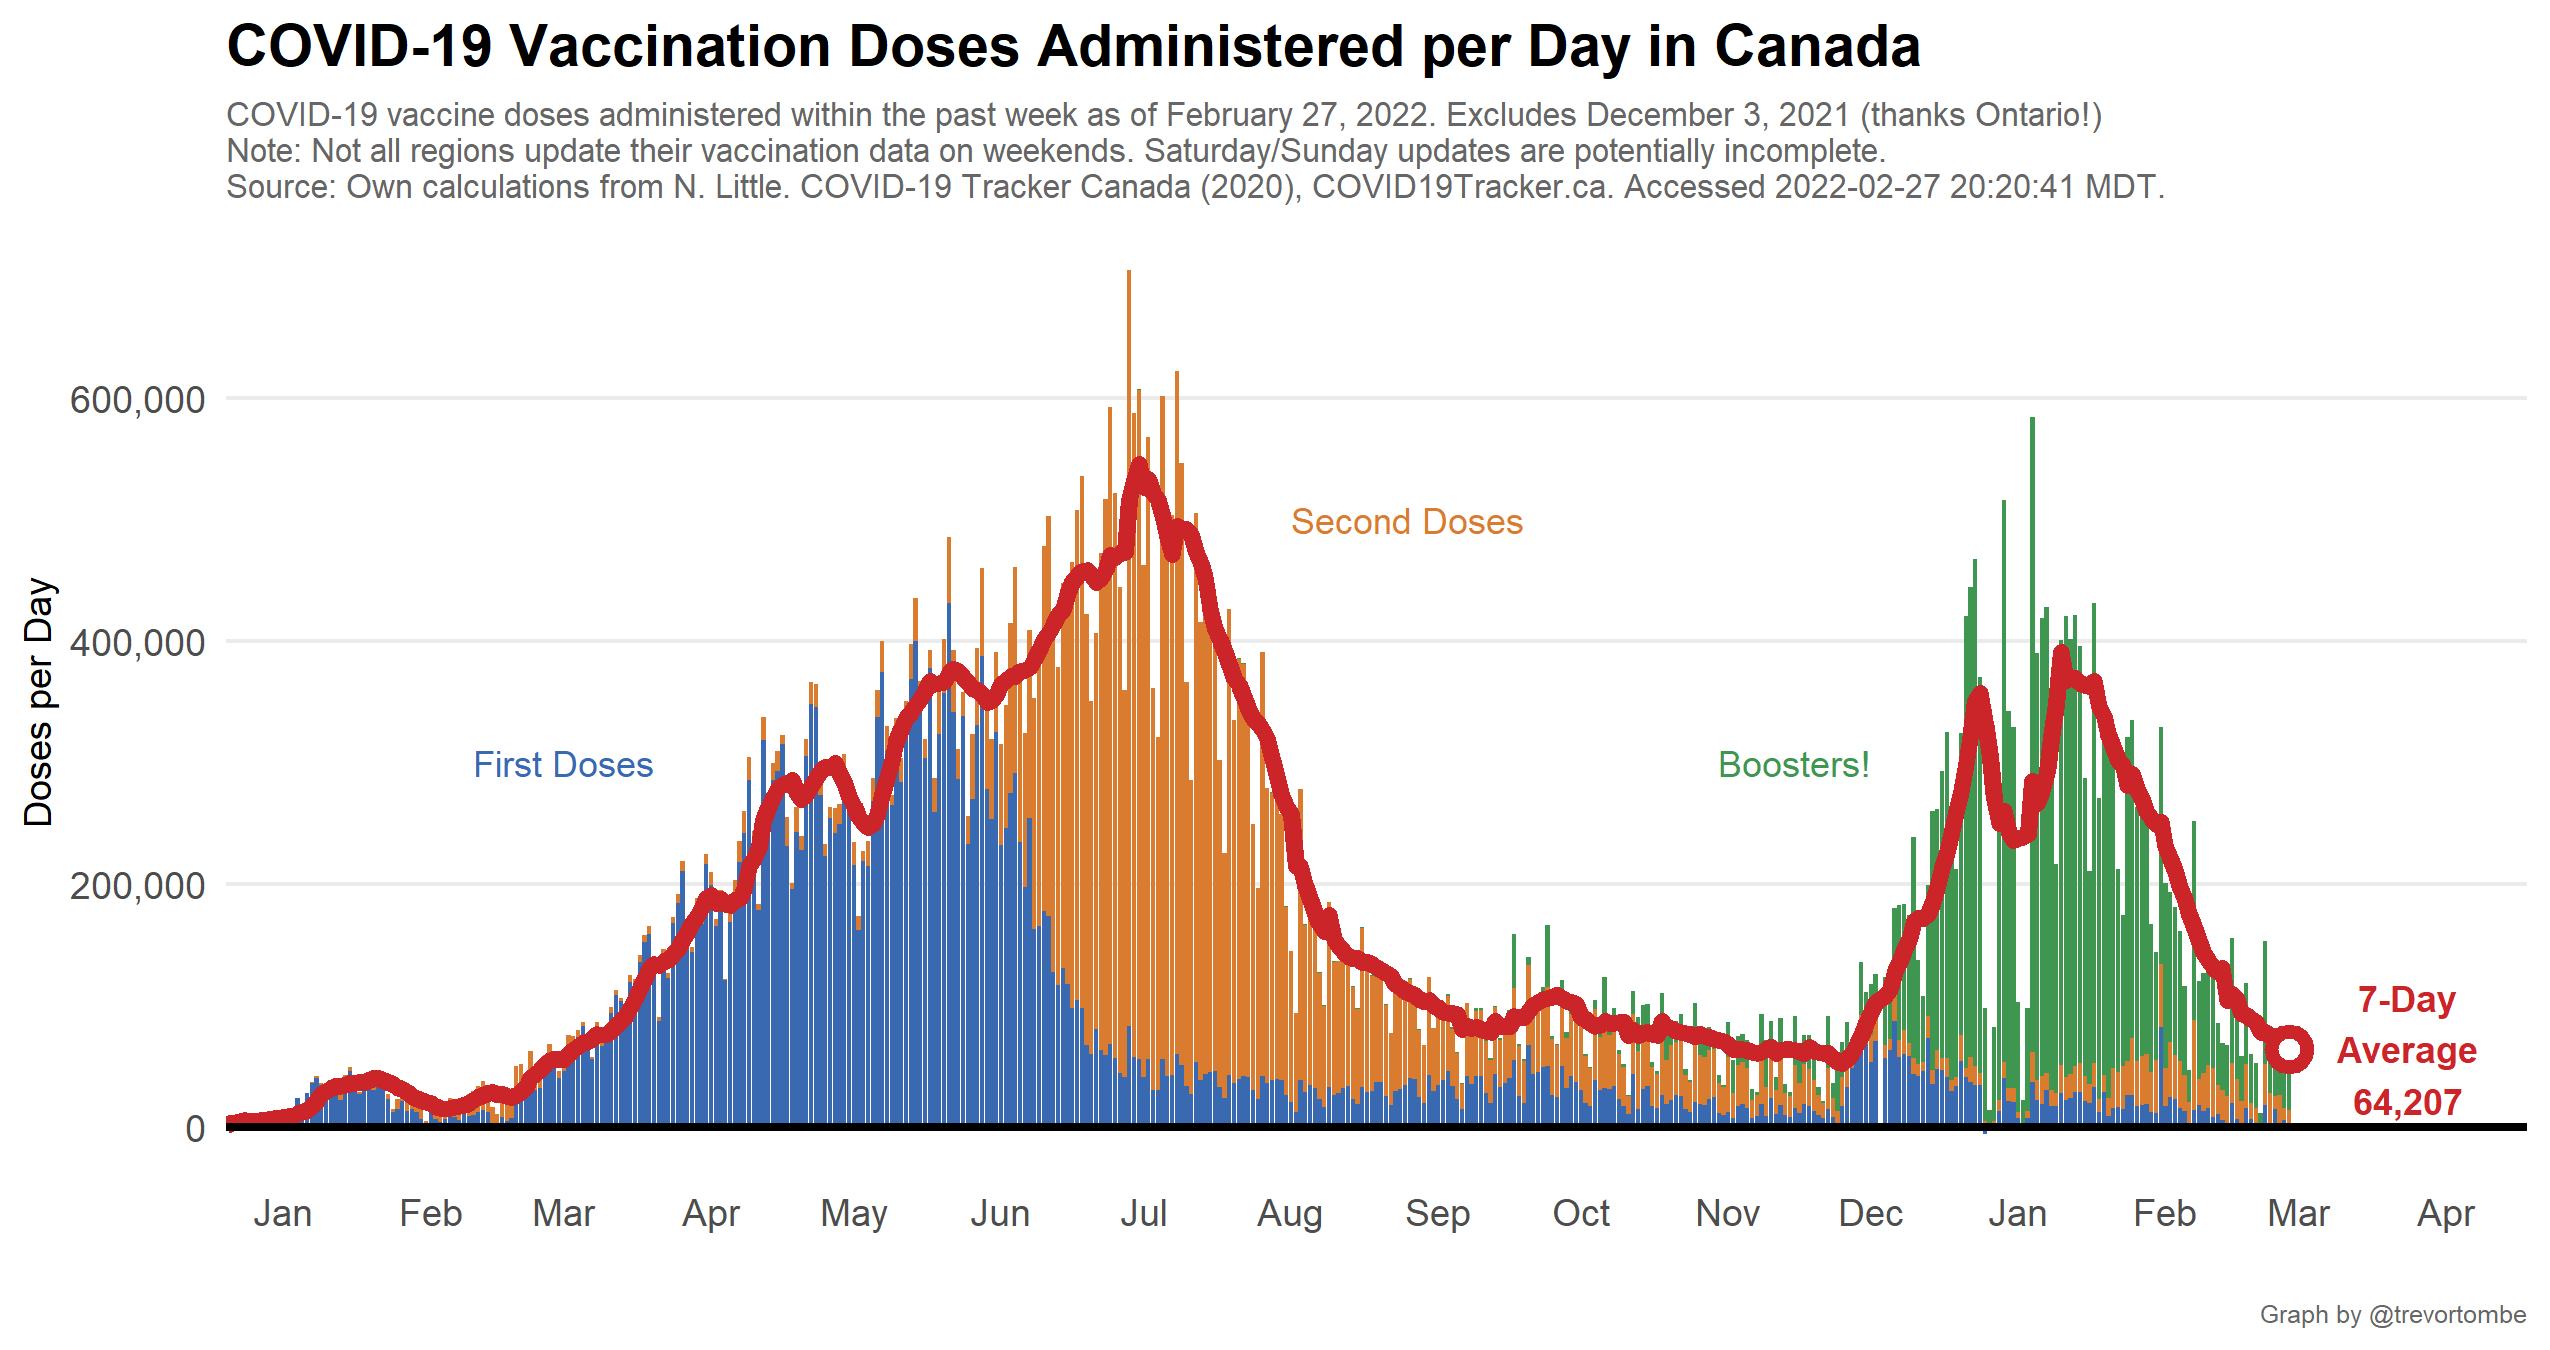 COVID-19 Vaccination Doses Administered per Day in Canada
COVID-19 vaccine doses administered within the past week as of February 27, 2022. Excludes December 3, 2021 (thanks Ontario!)
Note: Not all regions update their vaccination data on weekends. Saturday/Sunday updates are potentially incomplete.
Source: Own calculations from N. Little. COVID-19 Tracker Canada (2020), COVID19Tracker.ca. Accessed 2022-02-27 20:20:41 MDT.
Doses per Day
600,000
400,000
200,000
0
First Doses
Second Doses
Boosters!
7-Day
Average
64,207
Jan Feb Mar Apr May Jun Jul Aug Sep Oct Nov Dec Jan Feb Mar Apr
Graph by @trevortombe